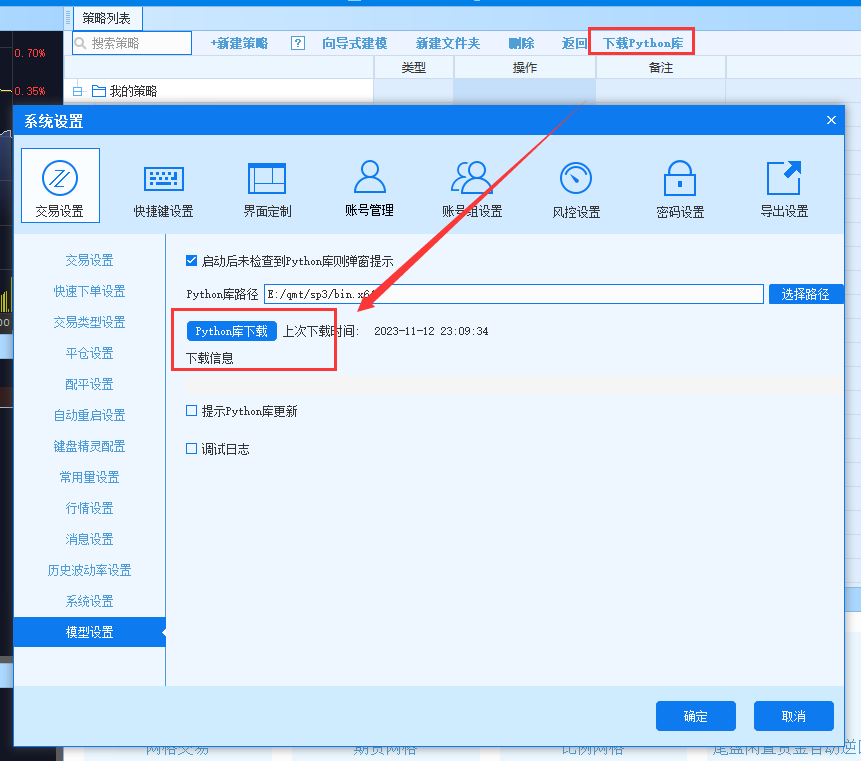 策略列表
搜索策略 +新建策略 ? 向导式建模 新建文件夹 删除 返回 下载Python库
类型 操作 备注
我的策略
0.70%
0.35%
系统设置
交易设置 快捷键设置 界面定制 账号管理 账号组设置 风控设置 密码设置 导出设置
交易设置
快速下单设置
交易类型设置
平仓设置
配平设置
自动重启设置
键盘精灵配置
常用量设置
行情设置
消息设置
历史波动率设置
系统设置
模型设置
启动后未检查到Python库则弹窗提示
Python库路径 E:/qmt/sp3/bin.x64 选择路径
Python库下载 上次下载时间: 2023-11-12 23:09:34
下载信息
提示Python库更新
调试日志
确定 取消
网格交易 期货网格 比例网格 尾盘闲置资金自动逆回